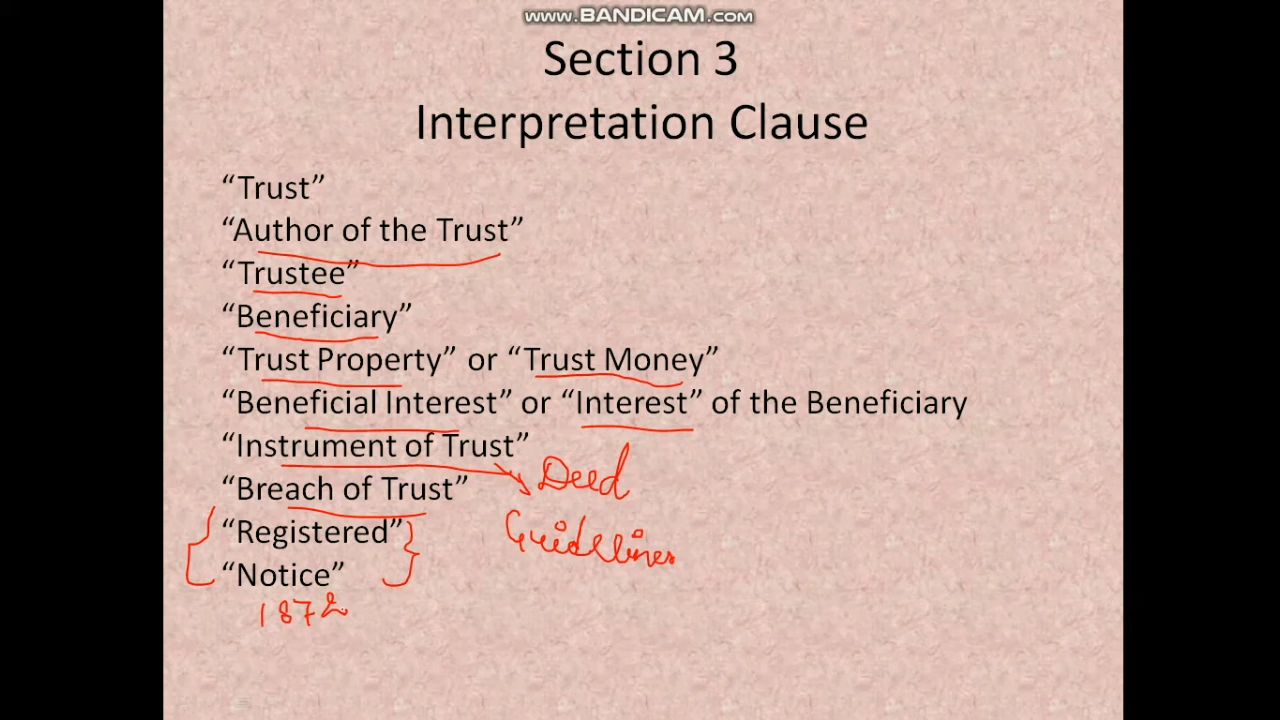 www.BANDICAM.com
Section 3
Interpretation Clause
“Trust”
“Author of the Trust”
“Trustee”
“Beneficiary”
“Trust Property” or “Trust Money”
“Beneficial Interest” or “Interest” of the Beneficiary
“Instrument of Trust”
Deed
“Breach of Trust”
“Registered”
Guidelines
“Notice”
1872